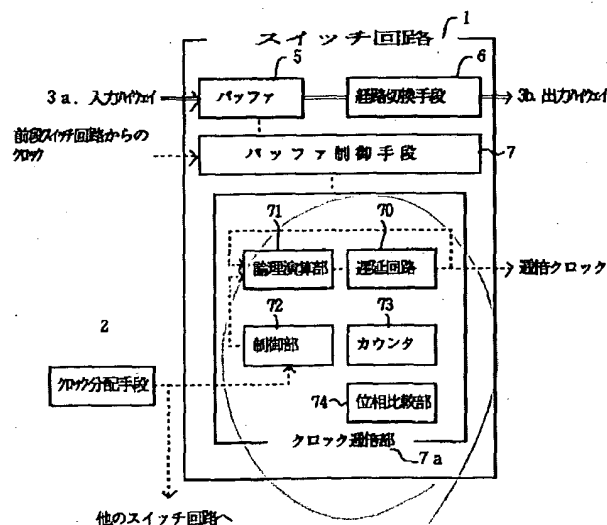 1
スイッチ回路
5
6
3a. 入力ハイウェイ
バッファ
経路切換手段
3b. 出力ハイウェイ
前段スイッチ回路からの
クロック
バッファ制御手段
7
71
70
論理演算部
遅延回路
逓倍クロック
72
73
2
制御部
カウンタ
クロック分配手段
74
位相比較部
クロック逓倍部
7a
他のスイッチ回路へ